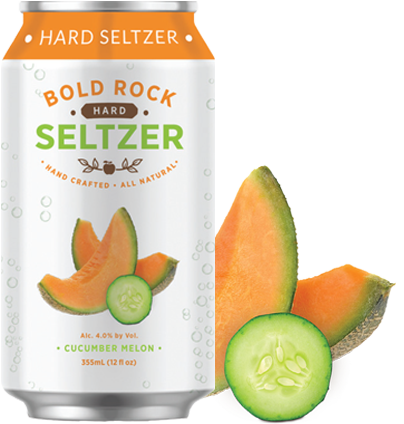 • HARD SELTZER •
BOLD ROCK
• HARD •
SELTZER
• HAND CRAFTED • ALL NATURAL •
Alc. 4.0% by Vol.
• CUCUMBER MELON •
355mL (12 fl oz)